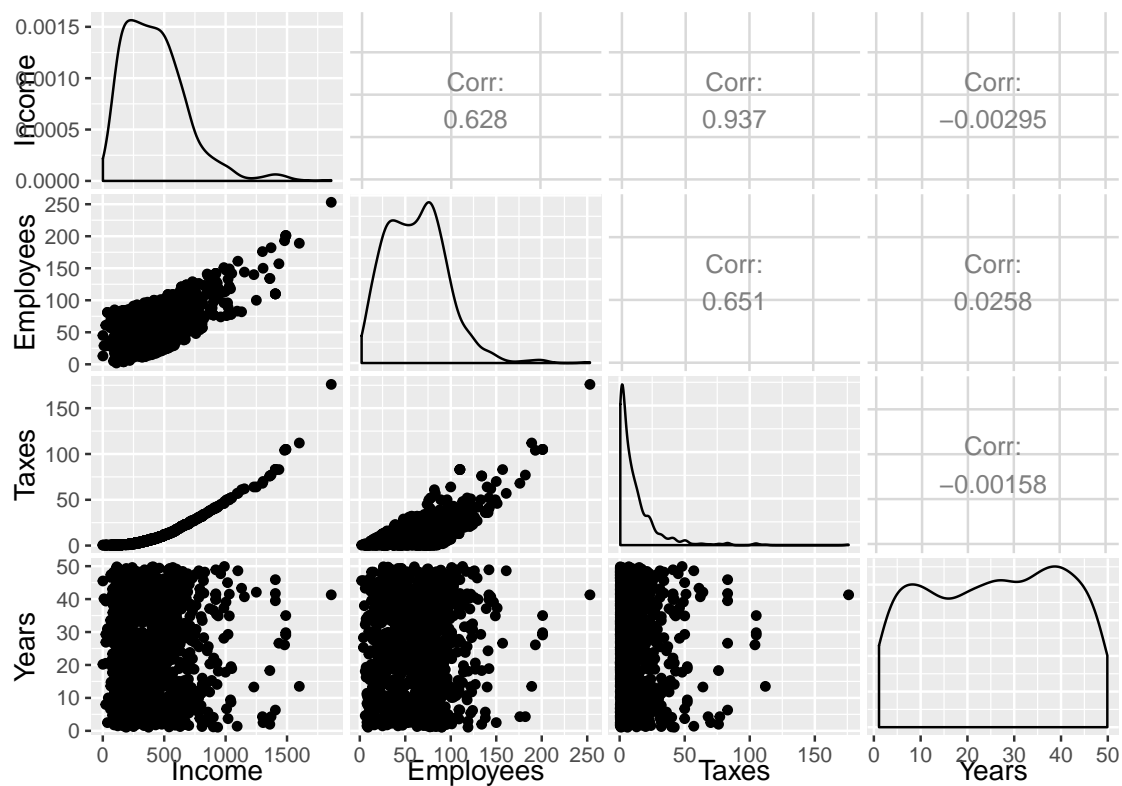 Income
0.0015
0.0010
0.0005
0.0000
Corr:
0.628
Corr:
0.937
Corr:
−0.00295
Employees
250
200
150
100
50
0
Corr:
0.651
Corr:
0.0258
Taxes
150
100
50
0
Corr:
−0.00158
Years
50
40
30
20
10
0
0 500 1000 1500
0 50 100 150 200 250
0 50 100 150
0 10 20 30 40 50
Income Employees Taxes Years